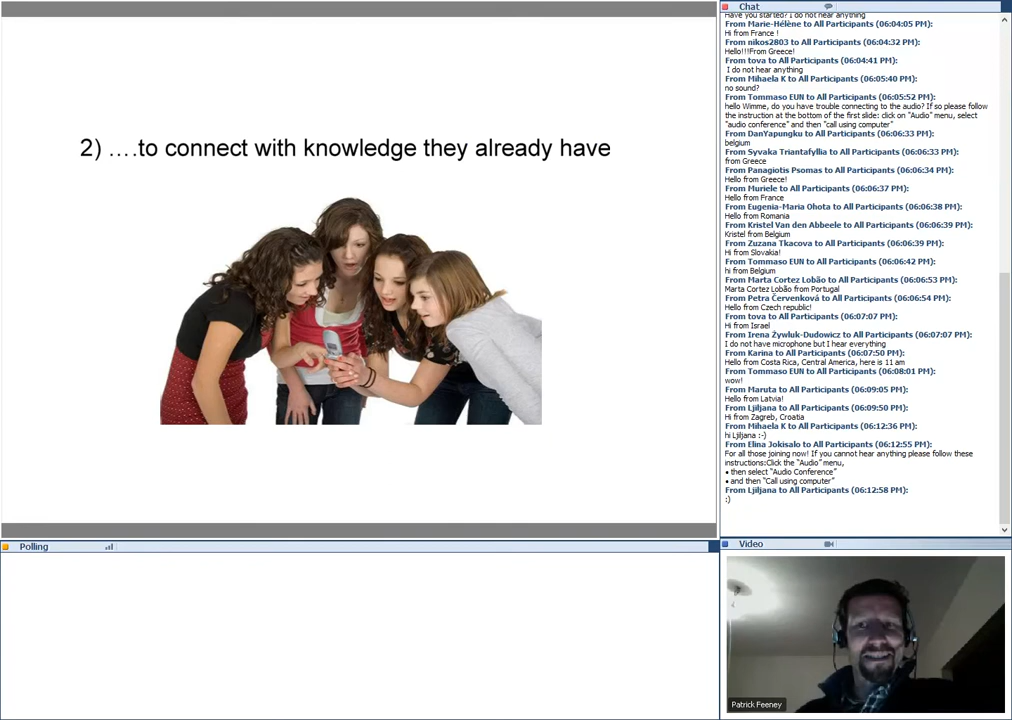 2) ….to connect with knowledge they already have
Chat
Have you started? I do not hear anything
From Marie-Hélène to All Participants (06:04:05 PM):
Hi from France !
From nikos2803 to All Participants (06:04:32 PM):
Hello!!!From Greece!
From tova to All Participants (06:04:41 PM):
I do not hear anything
From Mihaela K to All Participants (06:05:40 PM):
no sound?
From Tommaso EUN to All Participants (06:05:52 PM):
hello Wimme, do you have trouble connecting to the audio? If so please follow
the instruction at the bottom of the first slide: click on "Audio" menu, select
"audio conference" and then "call using computer"
From DanYapungku to All Participants (06:06:33 PM):
belgium
From Syvaka Triantafyllia to All Participants (06:06:33 PM):
from Greece
From Panagiotis Psomas to All Participants (06:06:34 PM):
Hello from Greece!
From Muriele to All Participants (06:06:37 PM):
Hello from France
From Eugenia-Maria Ohota to All Participants (06:06:38 PM):
Hello from Romania
From Kristel Van den Abbeele to All Participants (06:06:39 PM):
Kristel from Belgium
From Zuzana Tkacova to All Participants (06:06:39 PM):
Hi from Slovakia!
From Tommaso EUN to All Participants (06:06:42 PM):
hi from Belgium
From Marta Cortez Lobão to All Participants (06:06:53 PM):
Marta Cortez Lobão from Portugal
From Petra Červenková to All Participants (06:06:54 PM):
Hello from Czech republic!
From tova to All Participants (06:07:07 PM):
Hi from Israel
From Irena Żywluk-Dudowicz to All Participants (06:07:07 PM):
I do not have microphone but I hear everything
From Karina to All Participants (06:07:50 PM):
Hello from Costa Rica, Central America, here is 11 am
From Tommaso EUN to All Participants (06:08:01 PM):
wow!
From Maruta to All Participants (06:09:05 PM):
Hello from Latvia!
From Ljiljana to All Participants (06:09:50 PM):
Hi from Zagreb, Croatia
From Mihaela K to All Participants (06:12:36 PM):
hi Ljiljana :-)
From Elina Jokisalo to All Participants (06:12:55 PM):
For all those joining now! If you cannot hear anything please follow these
instructions:Click the "Audio" menu,
• then select "Audio Conference"
• and then "Call using computer"
From Ljiljana to All Participants (06:12:58 PM):
:)
Polling
Video
Patrick Feeney